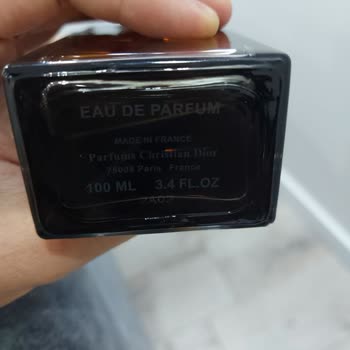 EAU DE PARFUM
MADE IN FRANCE
Parfums Christian Dior
75008 Paris France
100 ML 3.4 FL.OZ